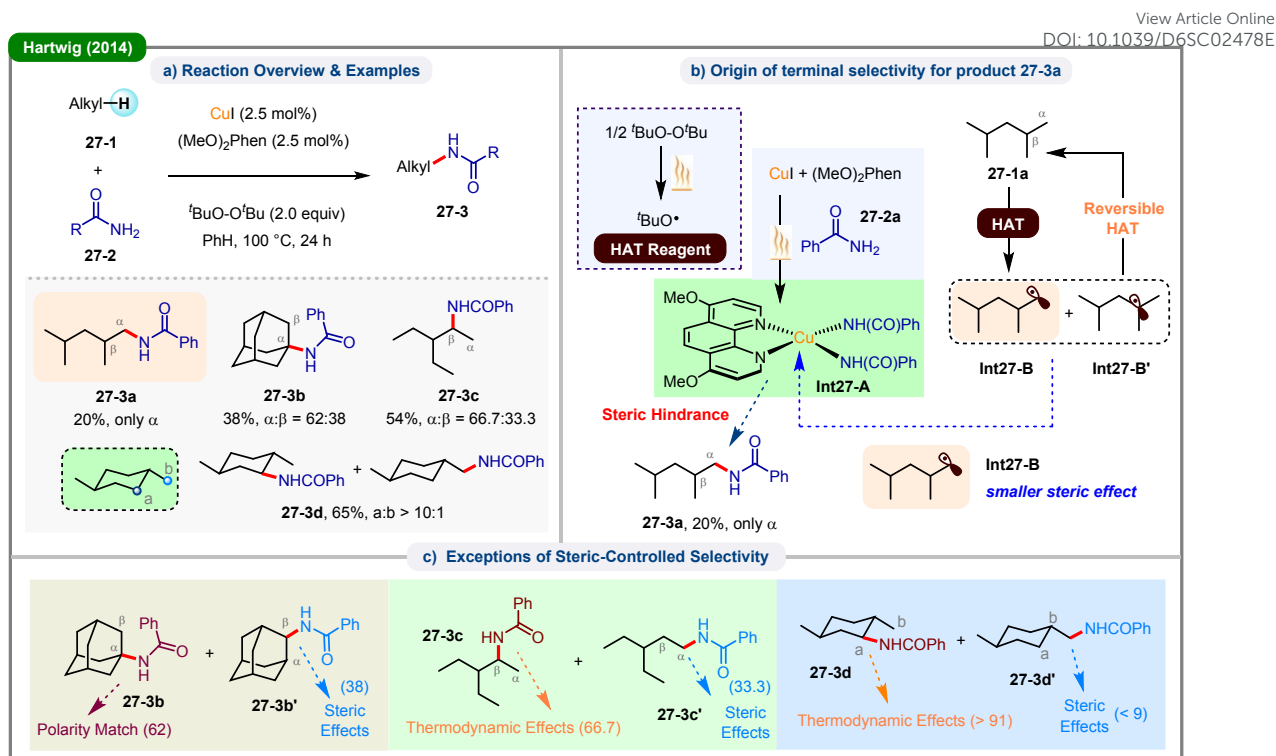 View Article Online
DOI: 10.1039/D6SC02478E
Hartwig (2014)
a) Reaction Overview & Examples
Alkyl—H
27-1
+
O
R
NH₂
27-2
CuI (2.5 mol%)
(MeO)₂Phen (2.5 mol%)
ᵗBuO-OᵗBu (2.0 equiv)
PhH, 100 °C, 24 h
Alkyl
H
N
R
O
27-3
α
β
N
H
O
Ph
27-3a
20%, only α
β
α
Ph
N
H
O
27-3b
38%, α:β = 62:38
NHCOPh
β
α
27-3c
54%, α:β = 66.7:33.3
b
a
NHCOPh
+
NHCOPh
27-3d, 65%, a:b > 10:1
b) Origin of terminal selectivity for product 27-3a
1/2 ᵗBuO-OᵗBu
ᵗBuO•
HAT Reagent
CuI + (MeO)₂Phen
O
27-2a
Ph
NH₂
MeO
N
N
MeO
Cu
NH(CO)Ph
NH(CO)Ph
Int27-A
α
β
27-1a
HAT
Reversible
HAT
+
Int27-B
Int27-B'
Steric Hindrance
α
β
N
H
O
Ph
27-3a, 20%, only α
Int27-B
smaller steric effect
c) Exceptions of Steric-Controlled Selectivity
β
α
Ph
N
H
O
27-3b
Polarity Match (62)
+
β
α
H
N
Ph
O
27-3b'
(38)
Steric
Effects
27-3c
Ph
HN
O
β
α
Thermodynamic Effects (66.7)
+
H
N
Ph
α
β
O
27-3c'
(33.3)
Steric
Effects
b
a
NHCOPh
27-3d
Thermodynamic Effects (> 91)
+
b
a
NHCOPh
27-3d'
Steric
Effects
(< 9)